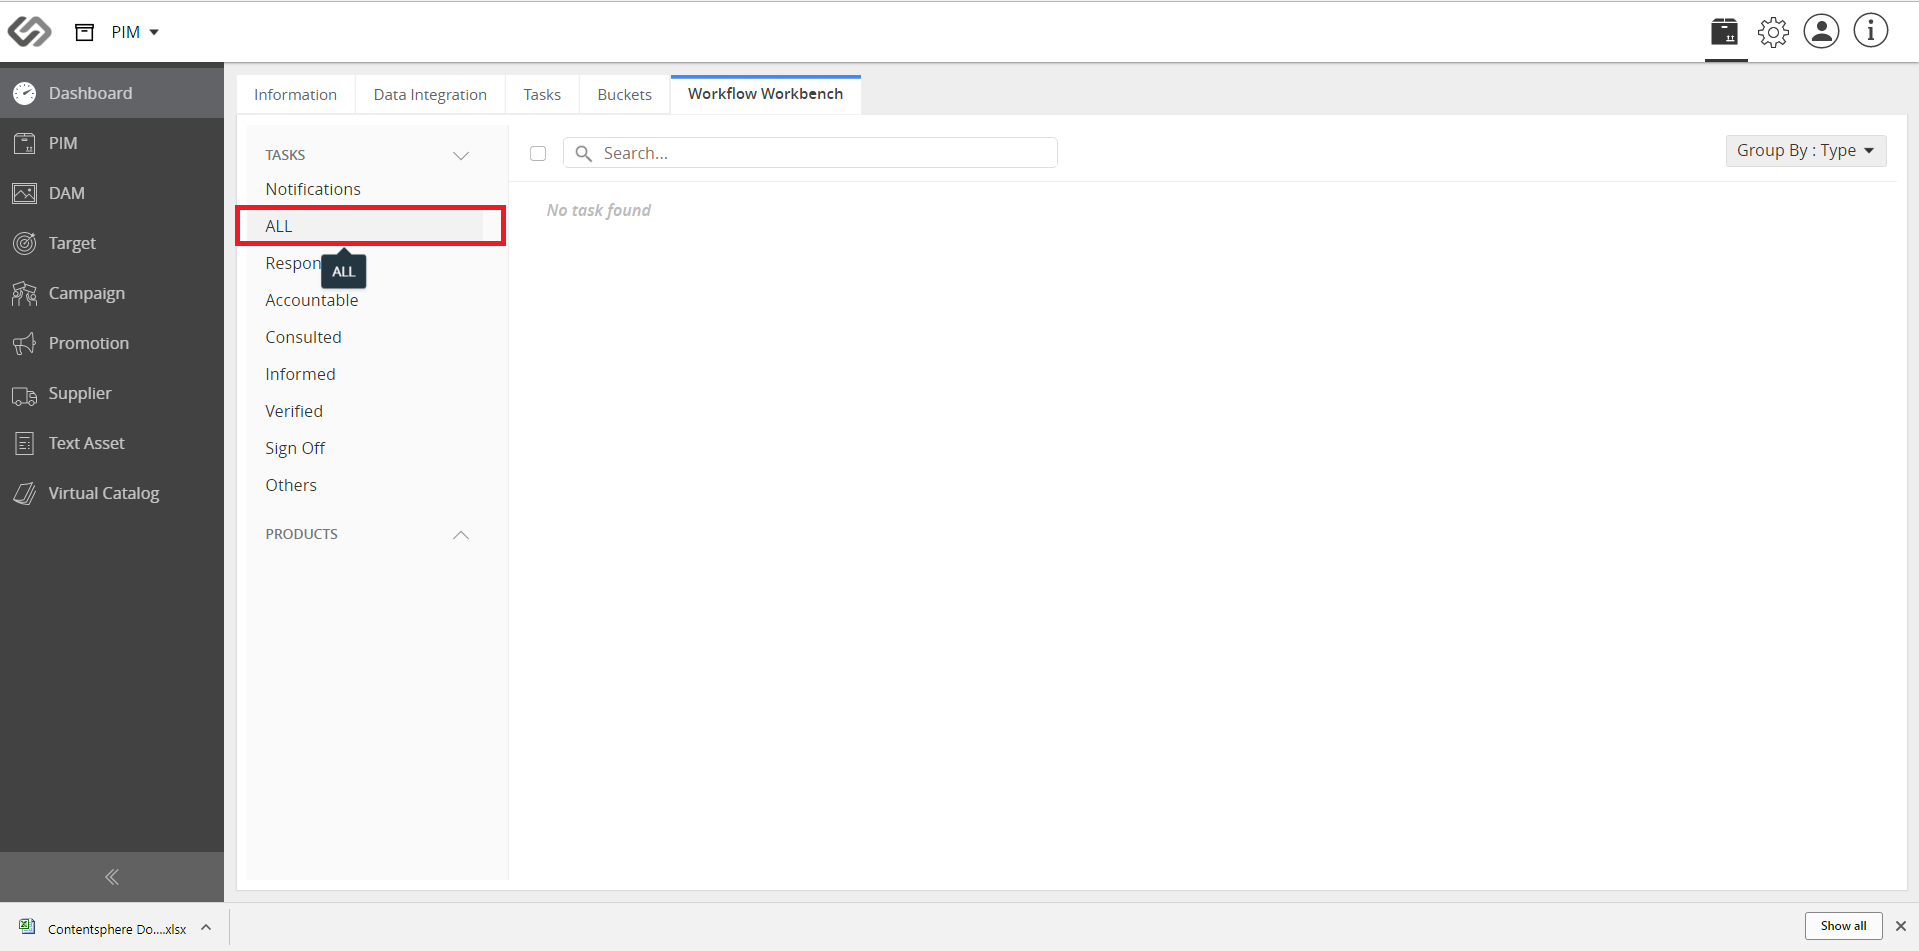 PIM
Dashboard
PIM
DAM
Target
Campaign
Promotion
Supplier
Text Asset
Virtual Catalog
Information
Data Integration
Tasks
Buckets
Workflow Workbench
TASKS
Notifications
ALL
Respon
ALL
Accountable
Consulted
Informed
Verified
Sign Off
Others
PRODUCTS
Search...
Group By : Type
No task found
Contentsphere Do....xlsx
Show all